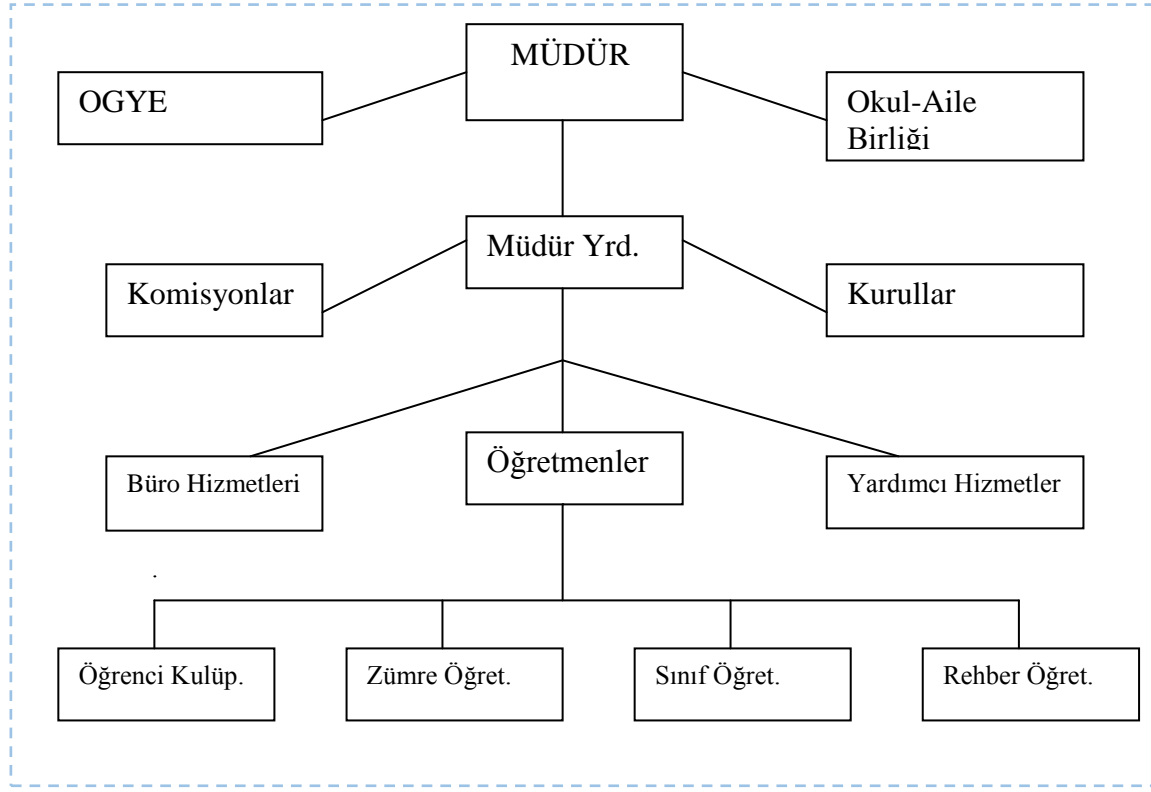 MÜDÜR
OGYE
Okul-Aile
Birliği
Müdür Yrd.
Komisyonlar
Kurullar
Büro Hizmetleri
Öğretmenler
Yardımcı Hizmetler
.
Öğrenci Kulüp.
Zümre Öğret.
Sınıf Öğret.
Rehber Öğret.